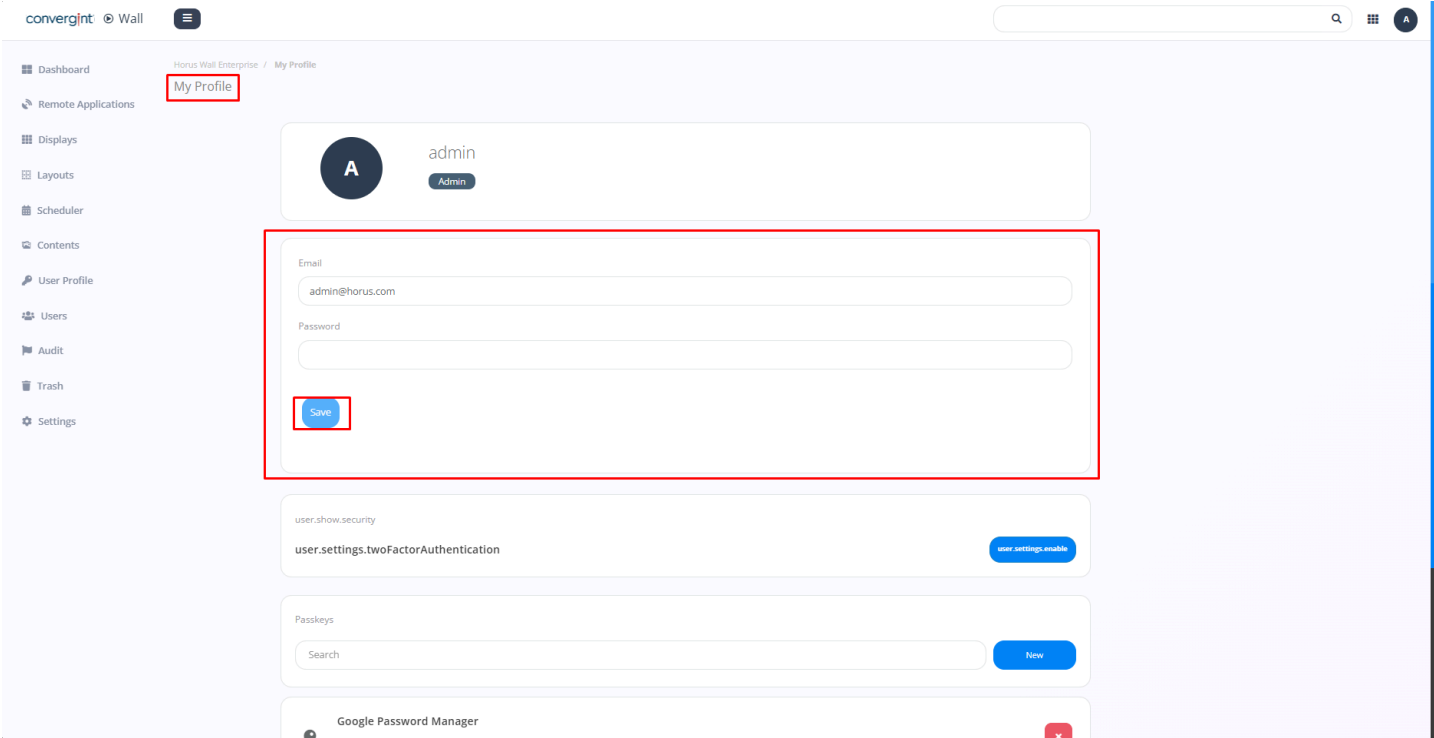 convergint Wall
A
Dashboard
Remote Applications
Displays
Layouts
Scheduler
Contents
User Profile
Users
Audit
Trash
Settings
Horus Wall Enterprise / My Profile
My Profile
A
admin
Admin
Email
admin@horus.com
Password
Save
user.show.security
user.settings.twoFactorAuthentication
user.settings.enable
Passkeys
Search
New
Google Password Manager
x